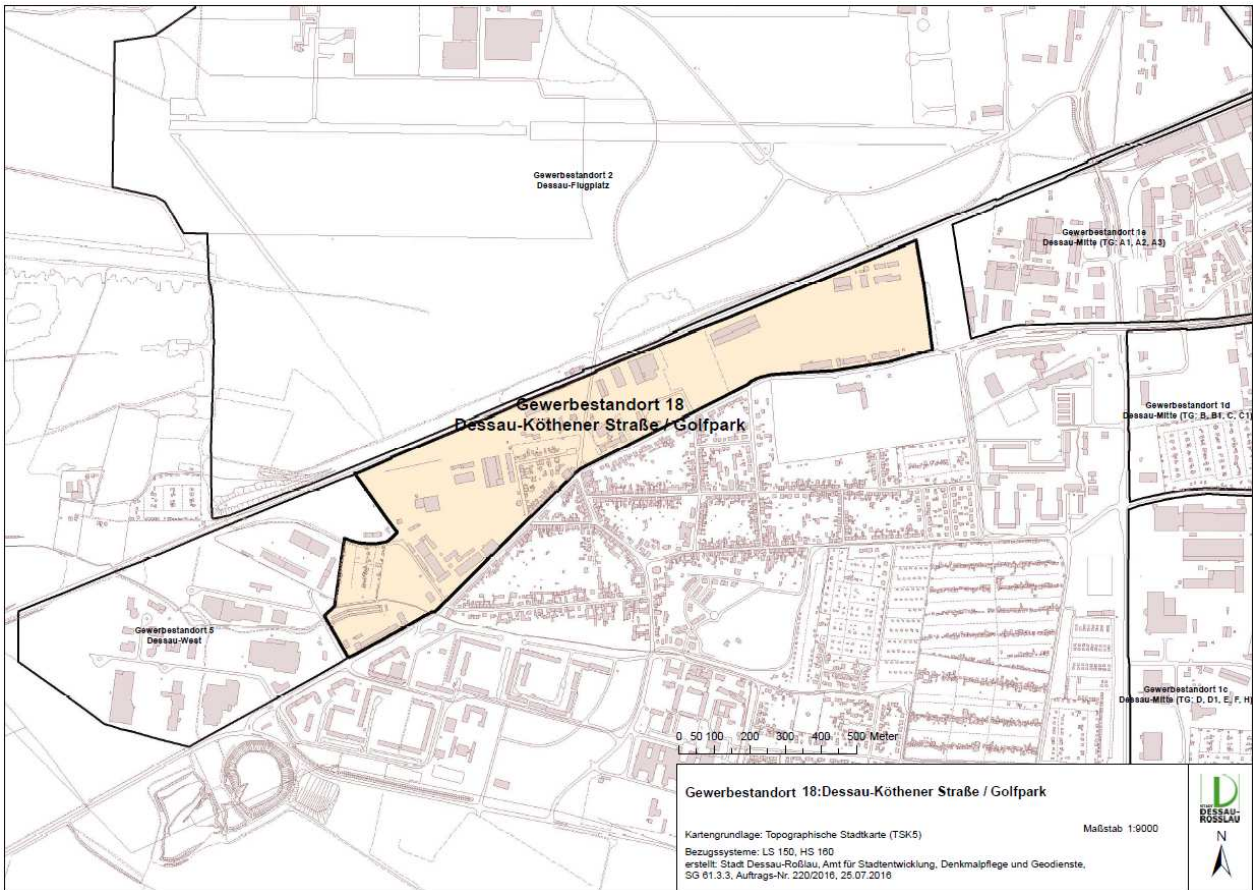 Gewerbestandort 2
Dessau-Flugplatz
Gewerbestandort 1e
Dessau-Mitte (TG: A1, A2, A3)
Gewerbestandort 18
Dessau-Köthener Straße / Golfpark
Gewerbestandort 1d
Dessau-Mitte (TG: B, B1, C, C1)
Gewerbestandort 5
Dessau-West
Gewerbestandort 1c
Dessau-Mitte (TG: D, D1, E, F, H)
0 50 100 200 300 400 500 Meter
Gewerbestandort 18:Dessau-Köthener Straße / Golfpark
Maßstab 1:9000
Kartengrundlage: Topographische Stadtkarte (TSK5)
Bezugssysteme: LS 150, HS 160
erstellt: Stadt Dessau-Roßlau, Amt für Stadtentwicklung, Denkmalpflege und Geodienste,
SG 61.3.3, Auftrags-Nr. 220/2016, 25.07.2016
STADT
DESSAU-
ROSSLAU
N